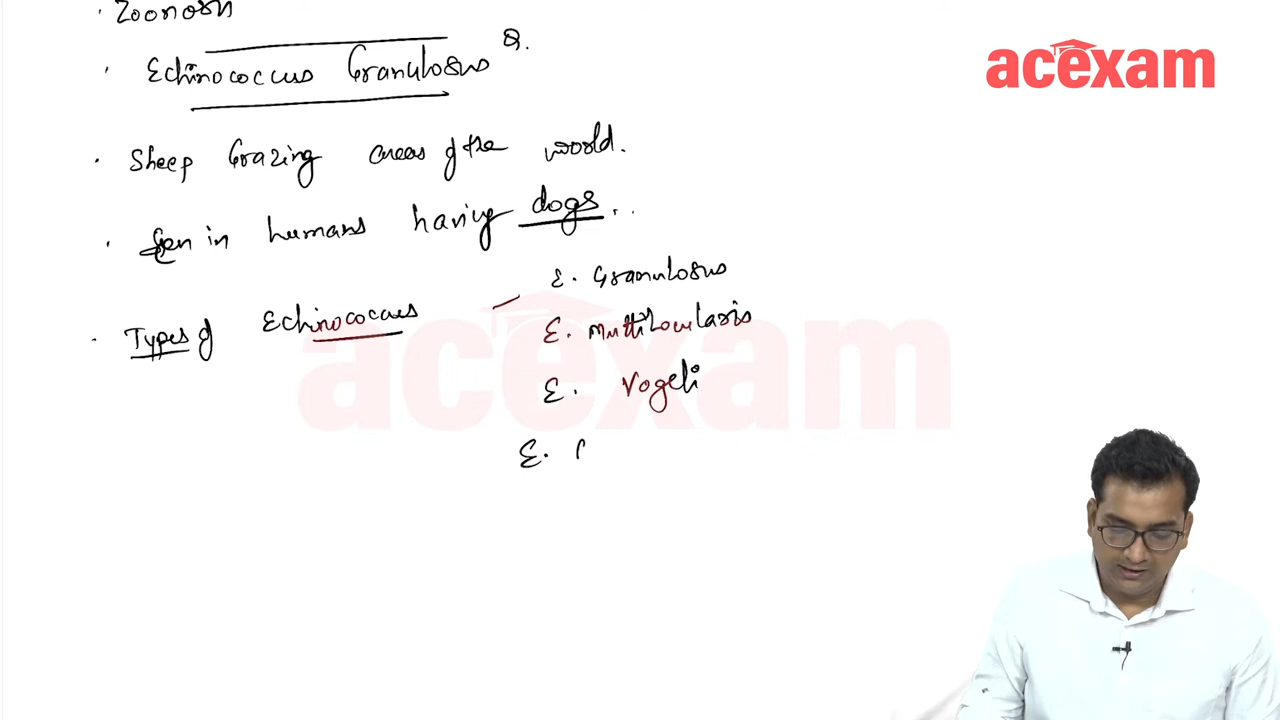 · Zoonosis
acexam
· Echinococcus Granulosus Q.
· Sheep Grazing areas of the world.
· Seen in humans having dogs ..
E. Granulosus
· Types of Echinococcus
E. Multilocularis
acexam
E. Vogeli
E.